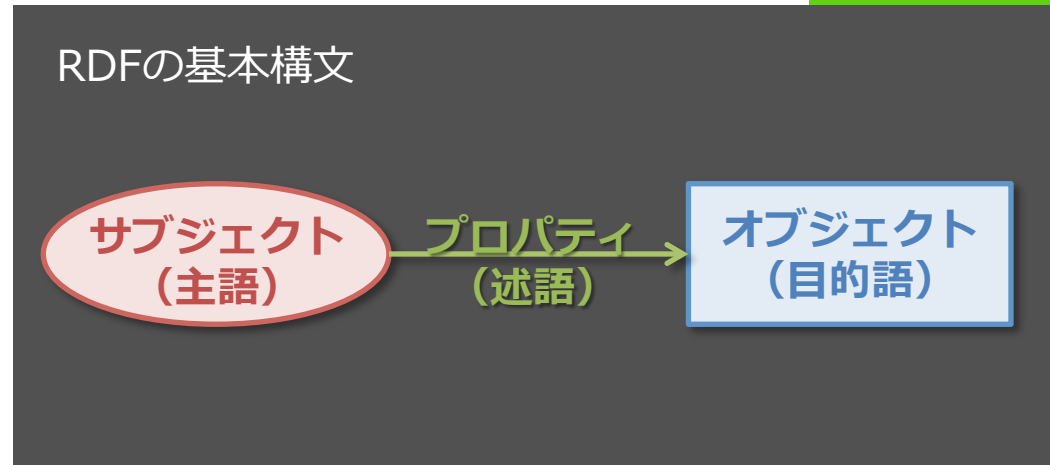 RDFの基本構文
サブジェクト
（主語）
プロパティ
（述語）
オブジェクト
（目的語）